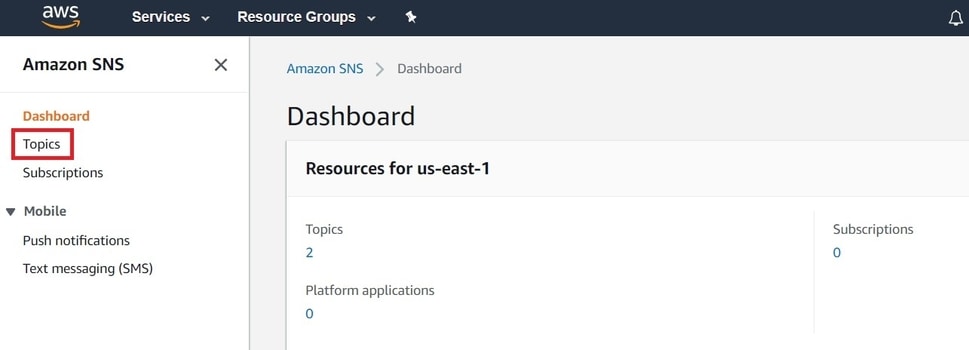 aws
Services
Resource Groups
Amazon SNS
Dashboard
Topics
Subscriptions
Mobile
Push notifications
Text messaging (SMS)
Amazon SNS > Dashboard
Dashboard
Resources for us-east-1
Topics
2
Subscriptions
0
Platform applications
0